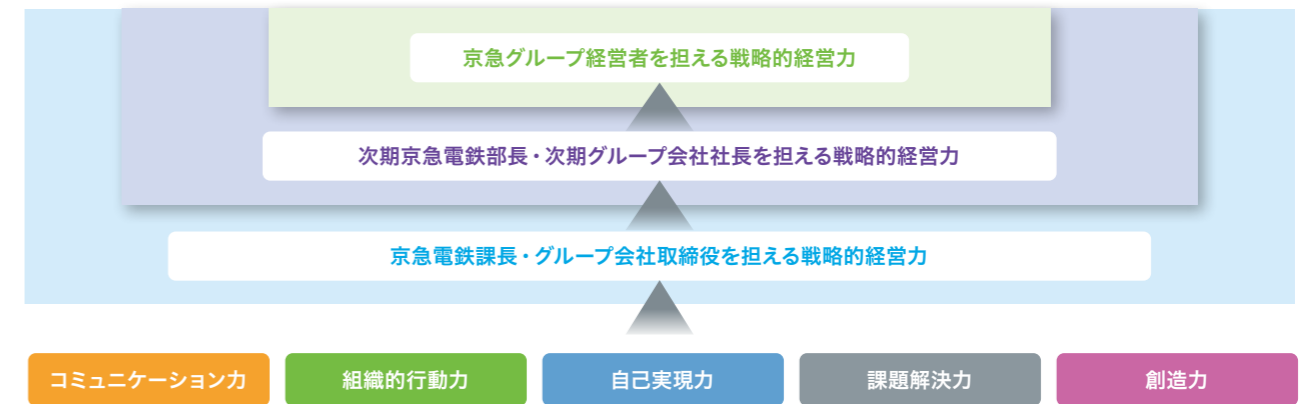 京急グループ経営者を担える戦略的経営力
次期京急電鉄部長・次期グループ会社社長を担える戦略的経営力
京急電鉄課長・グループ会社取締役を担える戦略的経営力
コミュニケーション力
組織的行動力
自己実現力
課題解決力
創造力